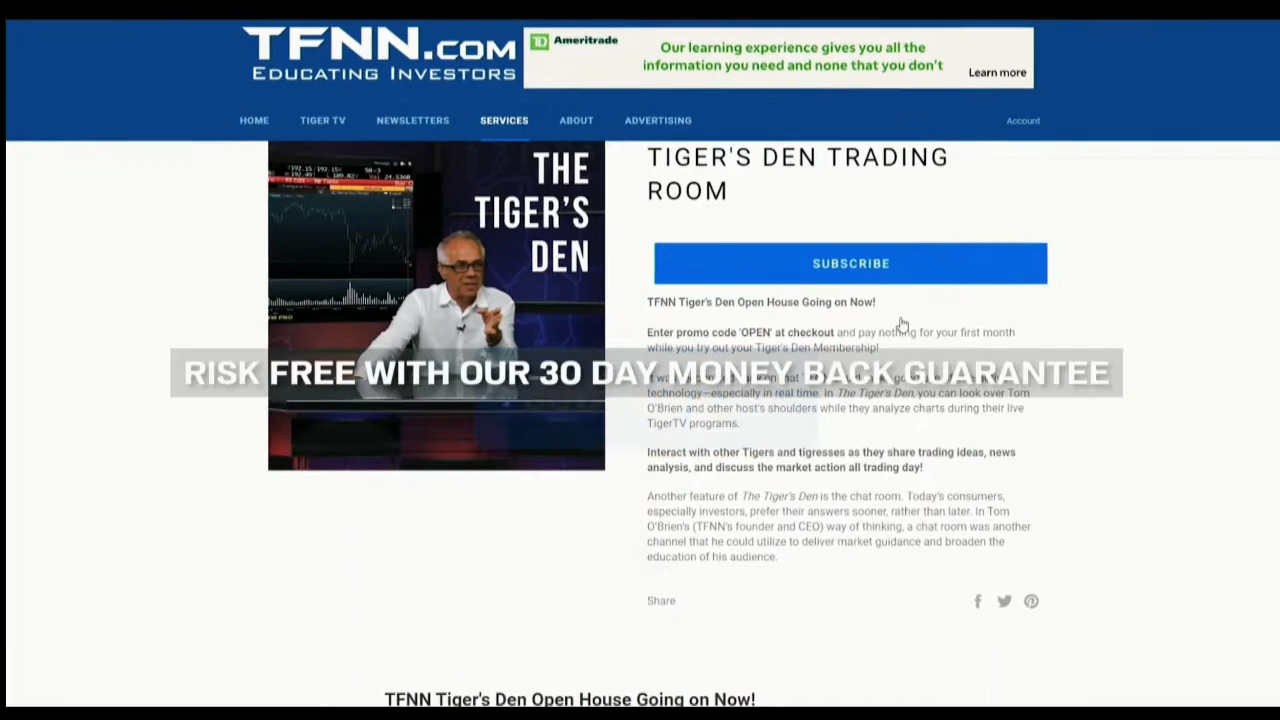 TFNN.COM
EDUCATING INVESTORS
TD Ameritrade
Our learning experience gives you all the
information you need and none that you don't
Learn more
HOME TIGER TV NEWSLETTERS SERVICES ABOUT ADVERTISING Account
THE
TIGER'S
DEN
TIGER'S DEN TRADING
ROOM
SUBSCRIBE
TFNN Tiger's Den Open House Going on Now!
Enter promo code 'OPEN' at checkout and pay nothing for your first month
while you try out your Tiger's Den Membership!
RISK FREE WITH OUR 30 DAY MONEY BACK GUARANTEE
technology—especially in real time. In The Tiger's Den, you can look over Tom
O'Brien and other host's shoulders while they analyze charts during their live
TigerTV programs.
Interact with other Tigers and tigresses as they share trading ideas, news
analysis, and discuss the market action all trading day!
Another feature of The Tiger's Den is the chat room. Today's consumers,
especially investors, prefer their answers sooner, rather than later. In Tom
O'Brien's (TFNN's founder and CEO) way of thinking, a chat room was another
channel that he could utilize to deliver market guidance and broaden the
education of his audience.
Share
TFNN Tiger's Den Open House Going on Now!